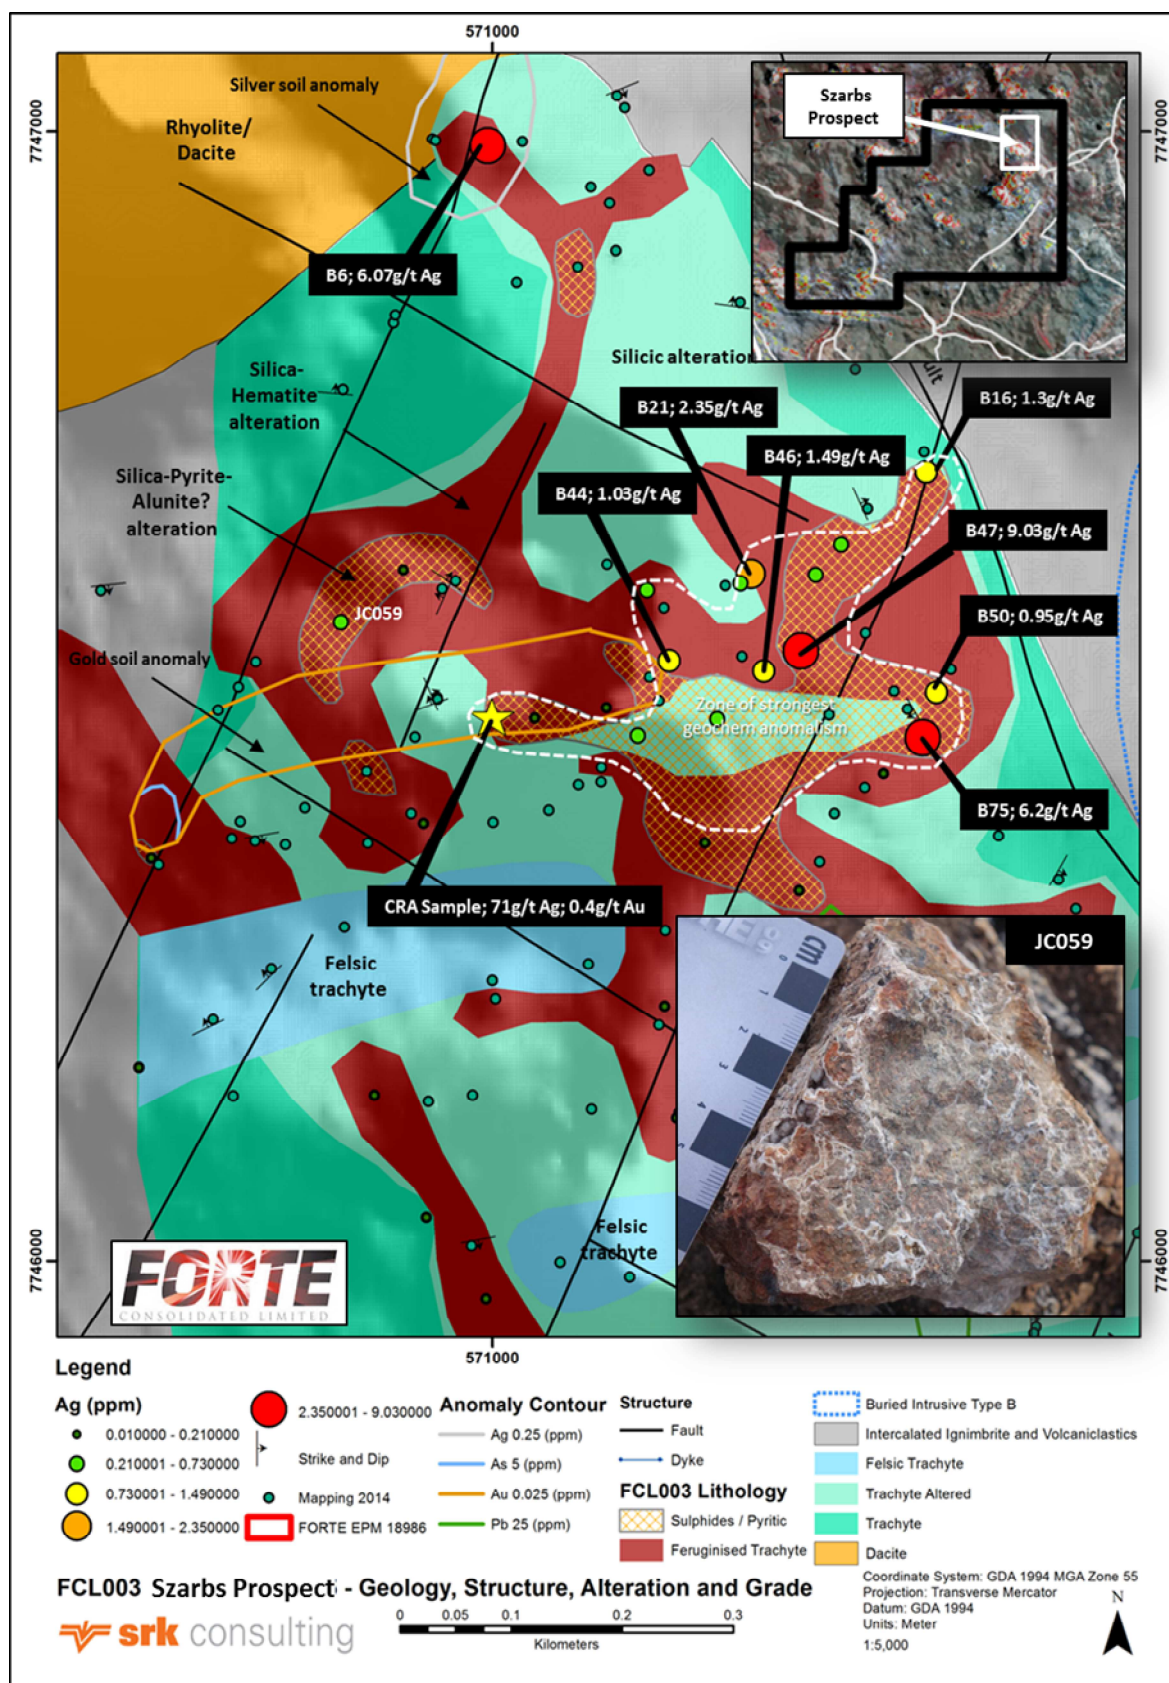 571000
7747000
7747000
Silver soil anomaly
Rhyolite/
Dacite
Szarbs
Prospect
B6; 6.07g/t Ag
Silicic alteration
ult
Silica-
Hematite
alteration
B21; 2.35g/t Ag
B16; 1.3g/t Ag
B46; 1.49g/t Ag
Silica-Pyrite-
Alunite?
alteration
B44; 1.03g/t Ag
B47; 9.03g/t Ag
JC059
B50; 0.95g/t Ag
Gold soil anomaly
Zone of strongest
geochem anomalism
B75; 6.2g/t Ag
CRA Sample; 71g/t Ag; 0.4g/t Au
JC059
Felsic
trachyte
cm
0
1
2
3
4
5
Felsic
trachyte
7746000
7746000
FORTE
CONSOLIDATED LIMITED
571000
Legend
Ag (ppm)
0.010000 - 0.210000
0.210001 - 0.730000
0.730001 - 1.490000
1.490001 - 2.350000
2.350001 - 9.030000
Strike and Dip
Mapping 2014
FORTE EPM 18986
Anomaly Contour
Ag 0.25 (ppm)
As 5 (ppm)
Au 0.025 (ppm)
Pb 25 (ppm)
Structure
Fault
Dyke
FCL003 Lithology
Sulphides / Pyritic
Feruginised Trachyte
Buried Intrusive Type B
Intercalated Ignimbrite and Volcaniclastics
Felsic Trachyte
Trachyte Altered
Trachyte
Dacite
FCL003 Szarbs Prospect - Geology, Structure, Alteration and Grade
srk consulting
0 0.05 0.1 0.2 0.3
Kilometers
Coordinate System: GDA 1994 MGA Zone 55
Projection: Transverse Mercator
Datum: GDA 1994
Units: Meter
1:5,000
N